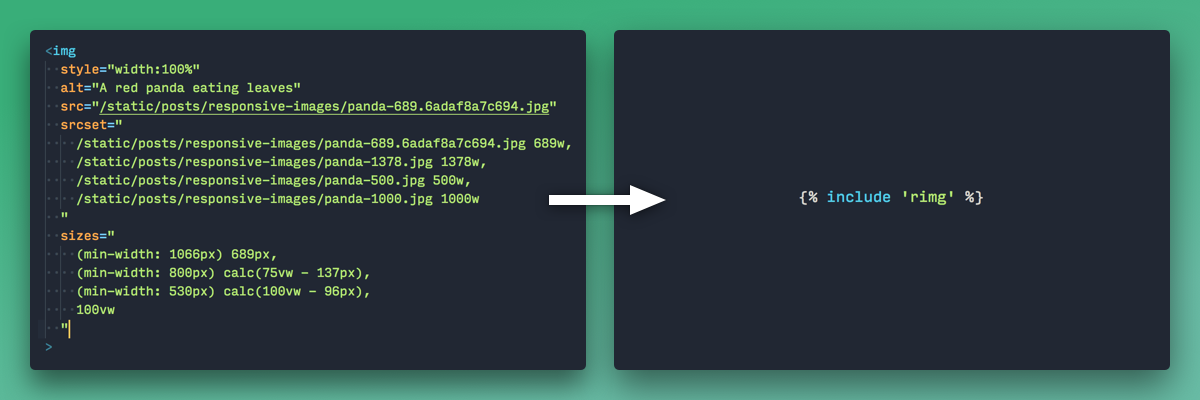 <img
style="width:100%"
alt="A red panda eating leaves"
src="/static/posts/responsive-images/panda-689.6adaf8a7c694.jpg"
srcset="
/static/posts/responsive-images/panda-689.6adaf8a7c694.jpg 689w,
/static/posts/responsive-images/panda-1378.jpg 1378w,
/static/posts/responsive-images/panda-500.jpg 500w,
/static/posts/responsive-images/panda-1000.jpg 1000w
"
sizes="
(min-width: 1066px) 689px,
(min-width: 800px) calc(75vw - 137px),
(min-width: 530px) calc(100vw - 96px),
100vw
"
>
{% include 'rimg' %}